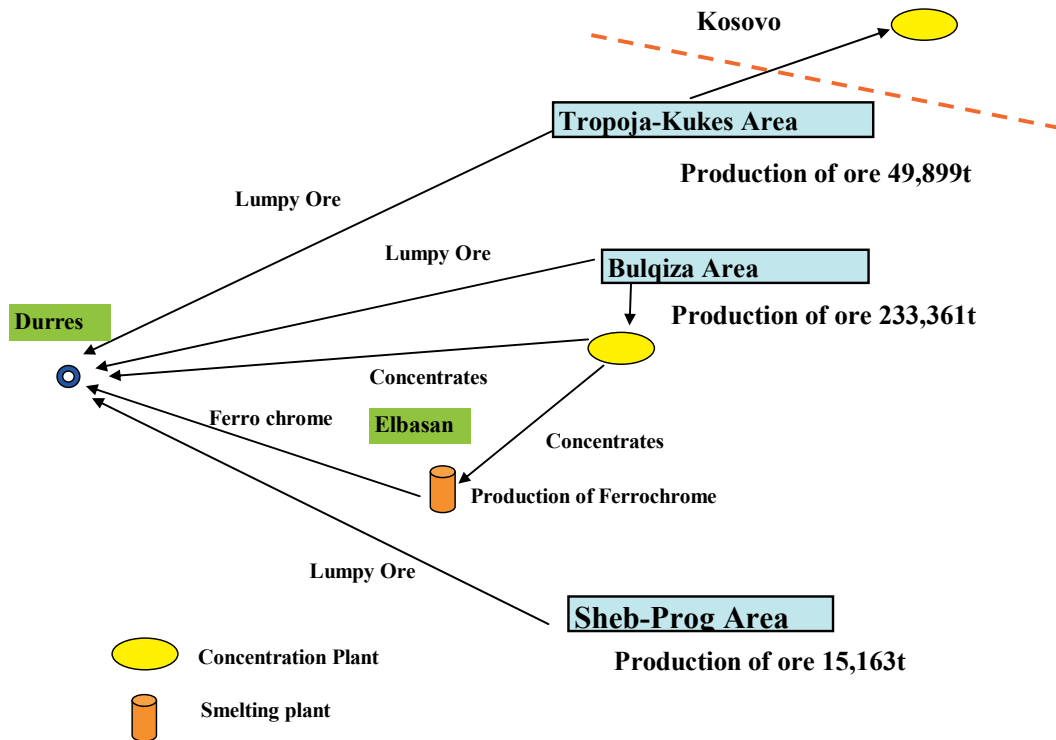 Kosovo
Tropoja-Kukes Area
Production of ore 49,899t
Lumpy Ore
Lumpy Ore
Bulqiza Area
Production of ore 233,361t
Durres
Concentrates
Ferro chrome
Elbasan
Concentrates
Production of Ferrochrome
Lumpy Ore
Sheb-Prog Area
Production of ore 15,163t
Concentration Plant
Smelting plant